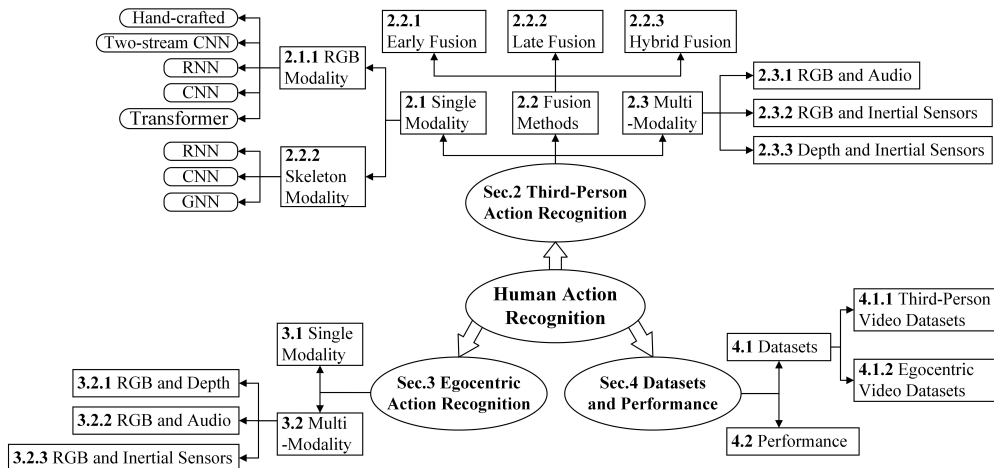 Hand-crafted
Two-stream CNN
RNN
CNN
Transformer
2.1.1 RGB
Modality
RNN
CNN
GNN
2.2.2
Skeleton
Modality
2.2.1
Early Fusion
2.2.2
Late Fusion
2.2.3
Hybrid Fusion
2.1 Single
Modality
2.2 Fusion
Methods
2.3 Multi
-Modality
2.3.1 RGB and Audio
2.3.2 RGB and Inertial Sensors
2.3.3 Depth and Inertial Sensors
Sec.2 Third-Person
Action Recognition
Human Action
Recognition
3.1 Single
Modality
3.2 Multi
-Modality
3.2.1 RGB and Depth
3.2.2 RGB and Audio
3.2.3 RGB and Inertial Sensors
Sec.3 Egocentric
Action Recognition
Sec.4 Datasets
and Performance
4.1 Datasets
4.2 Performance
4.1.1 Third-Person
Video Datasets
4.1.2 Egocentric
Video Datasets